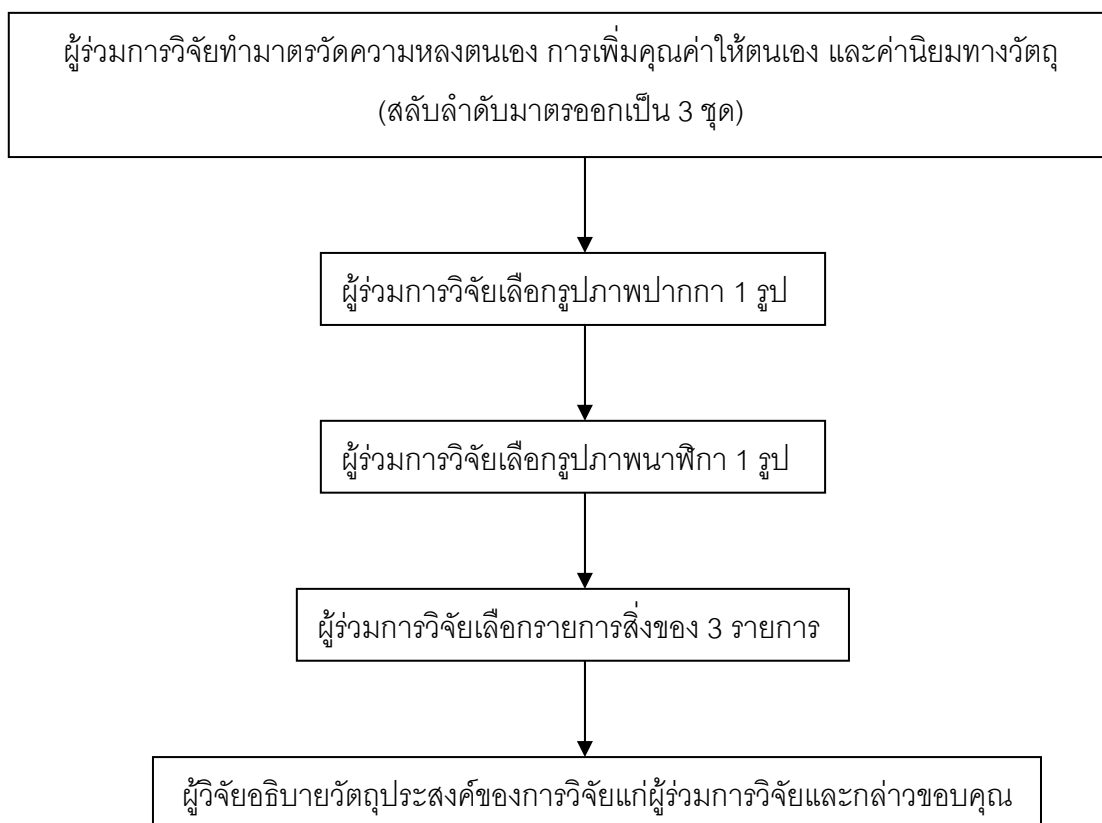 ผู้ร่วมการวิจัยทำมาตรวัดความหลงตนเอง การเพิ่มคุณค่าให้ตนเอง และค่านิยมทางวัตถุ
(สลับลำดับมาตรออกเป็น 3 ชุด)
ผู้ร่วมการวิจัยเลือกรูปภาพปากกา 1 รูป
ผู้ร่วมการวิจัยเลือกรูปภาพนาฬิกา 1 รูป
ผู้ร่วมการวิจัยเลือกรายการสิ่งของ 3 รายการ
ผู้วิจัยอธิบายวัตถุประสงค์ของการวิจัยแก่ผู้ร่วมการวิจัยและกล่าวขอบคุณ